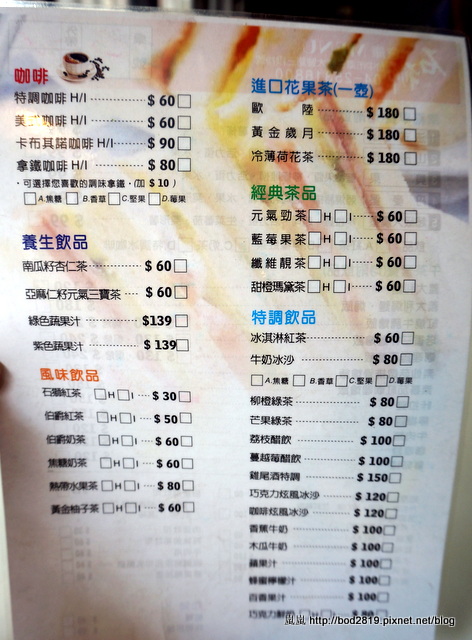 咖啡
特調咖啡 H/I ------ $ 60 □
美式咖啡 H/I ------ $ 60 □
卡布其諾咖啡 H/I ------ $ 90 □
拿鐵咖啡 H/I ------ $ 80 □
・可選擇您喜歡的調味拿鐵・(加 $ 10 )
□A.焦糖 □B.香草 □C.堅果 □D.莓果
養生飲品
南瓜籽杏仁茶 ------ $ 60 □
亞麻仁籽元氣三寶茶 ---- $ 60 □
綠色蔬果汁 ------ $139 □
紫色蔬果汁 ------ $ 139 □
風味飲品
石磨紅茶 □H□I --- $ 30 □
伯爵紅茶 □H□I --- $ 50 □
伯爵奶茶 □H□I --- $ 60 □
焦糖奶茶 □H□I --- $ 60 □
熱帶水果茶 □H□I --- $ 80 □
黃金柚子茶 □H□I --- $ 60 □
進口花果茶(一壺)
歐 陸 ------ $ 180 □
黃金歲月 ------ $ 180 □
冷薄荷花茶 ------ $ 180 □
經典茶品
元氣勁茶 □H□I ---- $ 60 □
藍莓果茶 □H□I ---- $ 60 □
纖維靚茶 □H□I ---- $ 60 □
甜橙瑪黛茶 □H□I ---- $ 60 □
特調飲品
冰淇淋紅茶 ------ $ 60 □
牛奶冰沙 ------ $ 80 □
□A.焦糖 □B.香草 □C.堅果 □D.莓果
柳橙綠茶 ------ $ 80 □
芒果綠茶 ------ $ 80 □
荔枝醋飲 ------ $ 100 □
蔓越莓醋飲 ------ $ 100 □
雞尾酒特調 ------ $ 150 □
巧克力炫風冰沙 ------ $ 120 □
咖啡炫風冰沙 ------ $ 120 □
香蕉牛奶 ------ $ 100 □
木瓜牛奶 ------ $ 100 □
蘋果汁 ------ $ 100 □
蜂蜜檸檬汁 ------ $ 100 □
百香果汁 ------ $ 100 □
巧克力鮮奶 □H□I --- $ 80 □
嵐嵐 http://bod2819.pixnet.net/blog